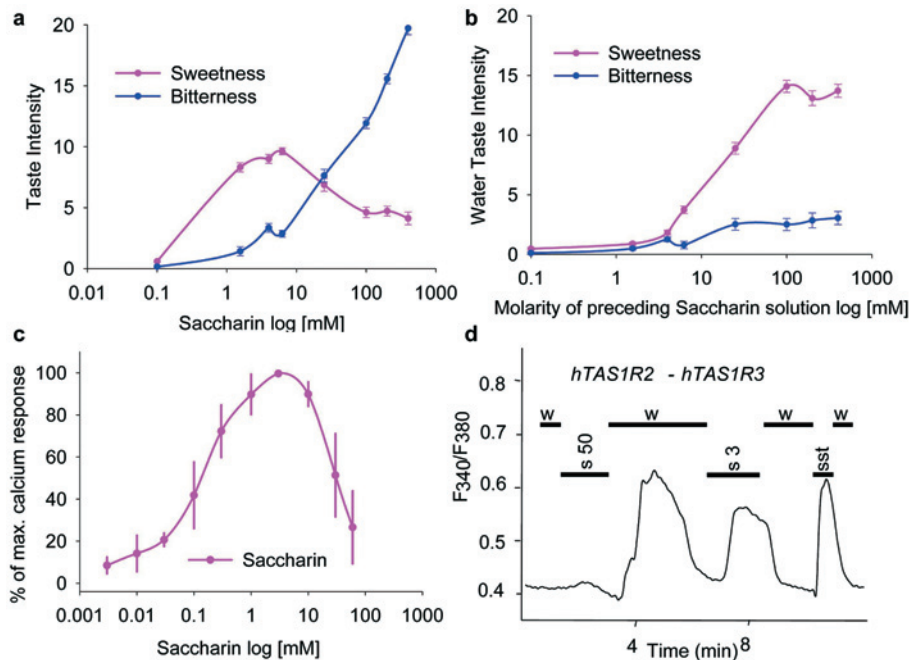 a
20
15
10
5
0
Taste Intensity
Sweetness
Bitterness
0.01 0.1 1 10 100 1000
Saccharin log [mM]
b
20
15
10
5
0
Water Taste Intensity
Sweetness
Bitterness
0.1 1 10 100 1000
Molarity of preceding Saccharin solution log [mM]
c
100
80
60
40
20
0
% of max. calcium response
Saccharin
0.001 0.01 0.1 1 10 100 1000
Saccharin log [mM]
d
hTAS1R2 - hTAS1R3
0.8
0.7
0.6
0.5
0.4
F340/F380
w w w w
s 50 s 3 sst
4 8
Time (min)